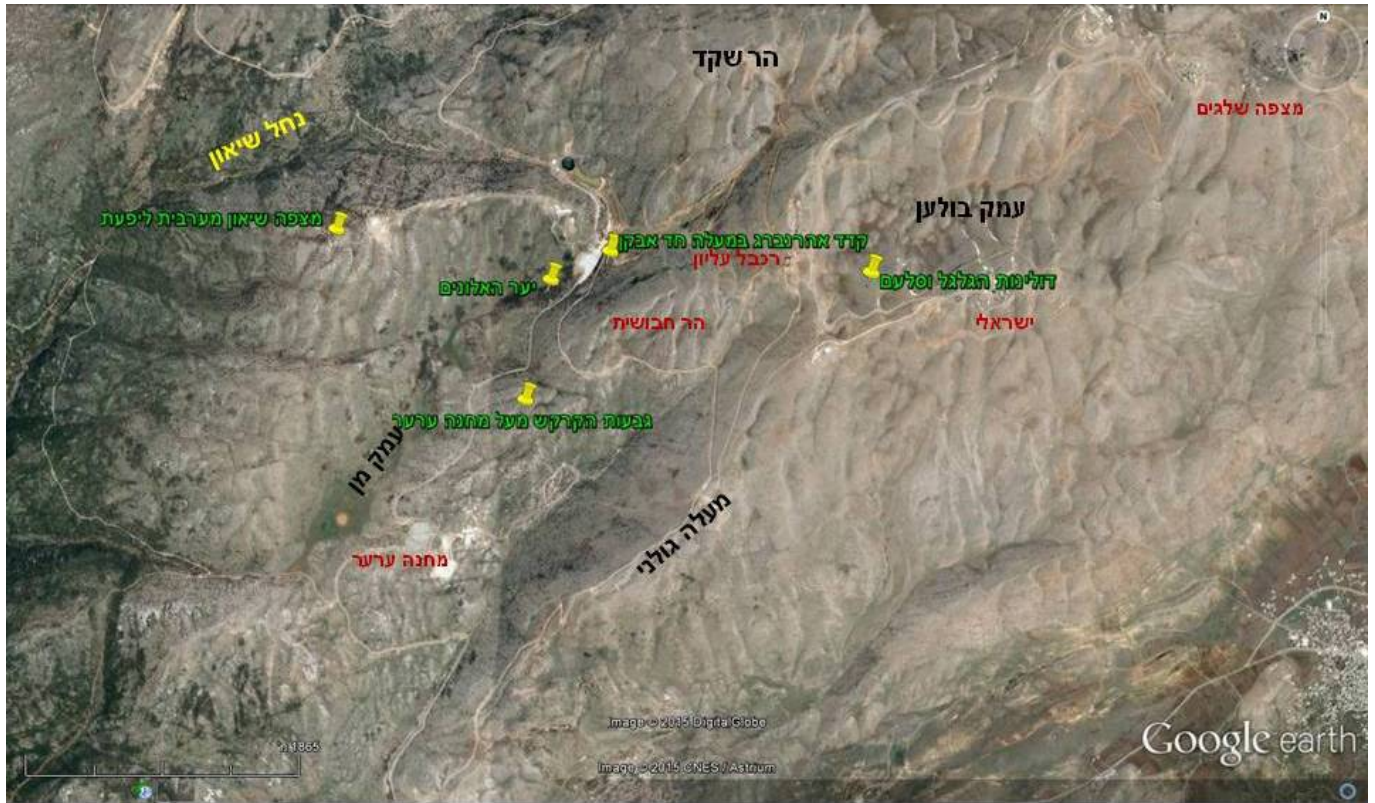 N
הר שקד
מצפה שלגים
נחל שיאון
עמק בולען
מצפה שיאון מערבית ליפעת
קדד אהרנברג במעלה חד אבקן
רכבל עליון
דולינות הגלגל וסלעם
יער האלונים
הר חבושית
ישראלי
גבעות הקרקש מעל מחנה ערער
עמק מן
מעלה גולני
מחנה ערער
Image © 2015 DigitalGlobe
1865 מ'
Image © 2015 CNES / Astrium
Google earth